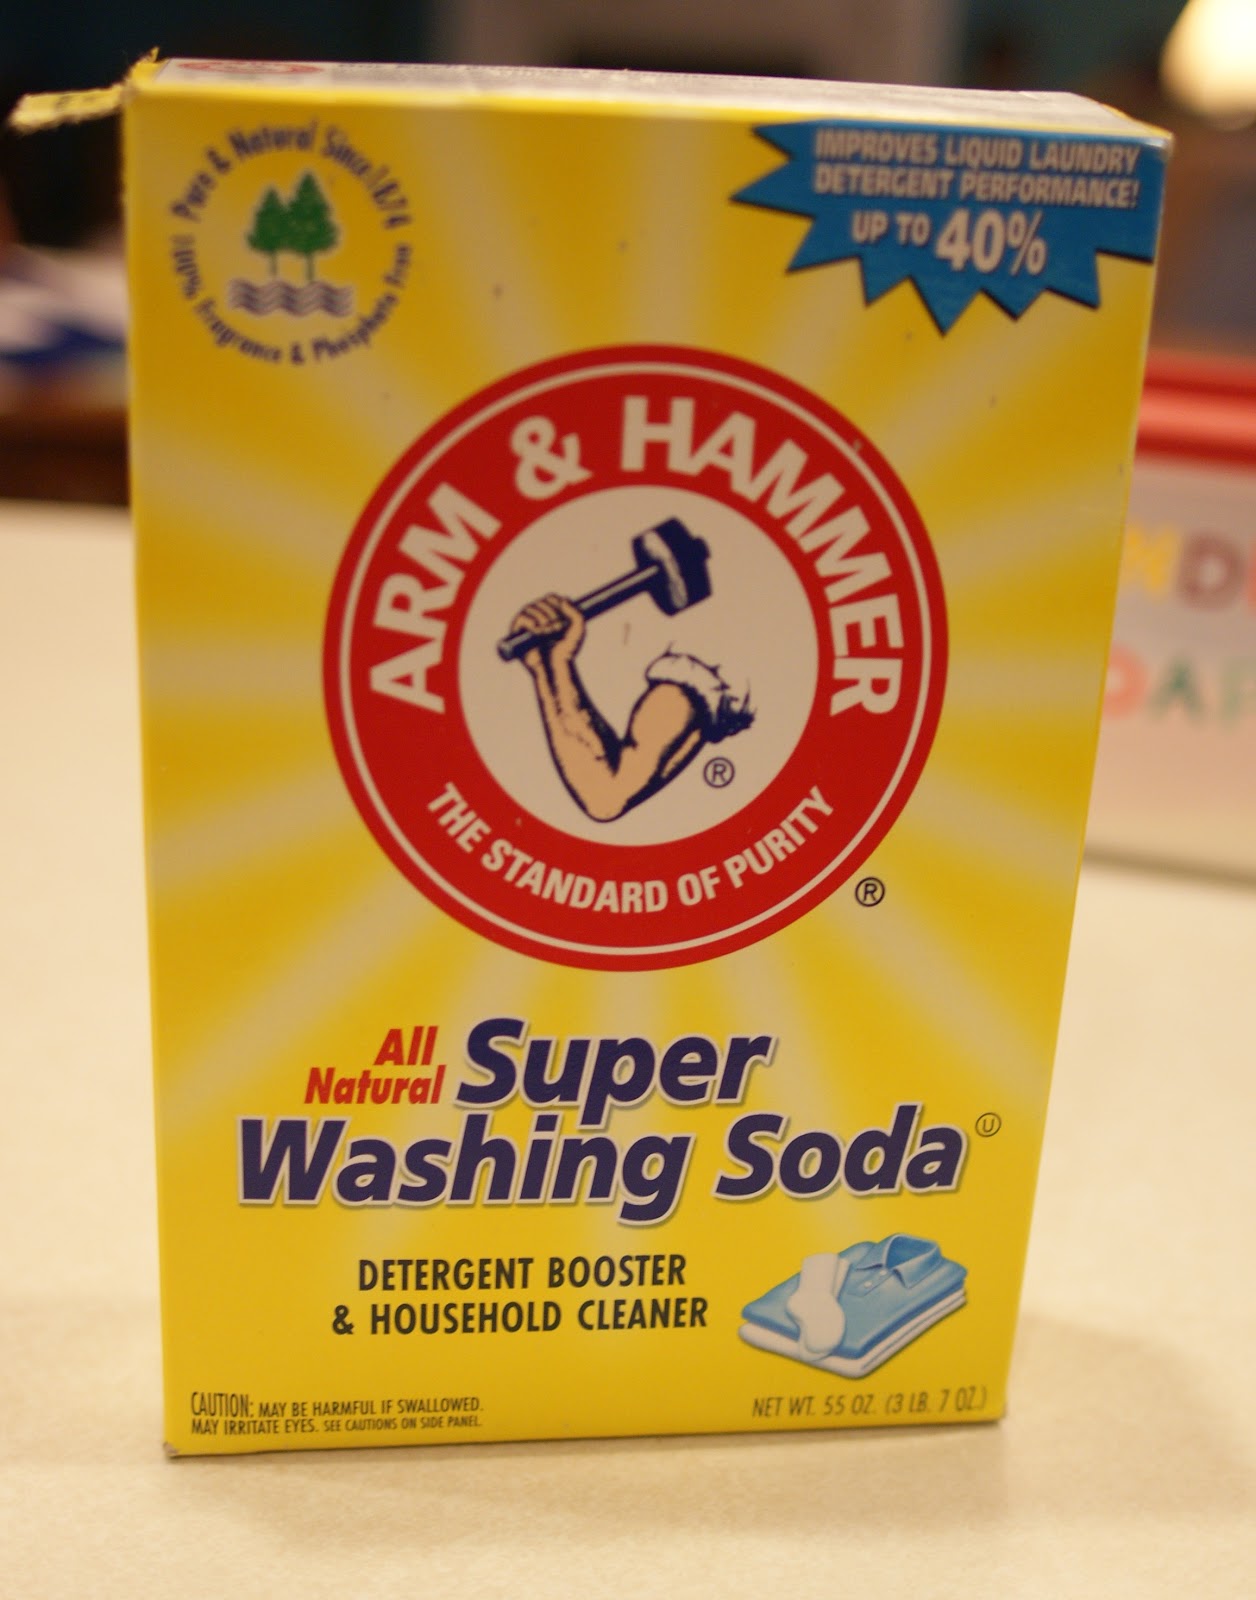 Pure & Natural Since 1874
100% Fragrance & Phosphate Free
IMPROVES LIQUID LAUNDRY
DETERGENT PERFORMANCE!
UP TO 40%
ARM & HAMMER
®
THE STANDARD OF PURITY
®
All
Natural
Super
Washing Soda
U
DETERGENT BOOSTER
& HOUSEHOLD CLEANER
CAUTION: MAY BE HARMFUL IF SWALLOWED.
MAY IRRITATE EYES. SEE CAUTIONS ON SIDE PANEL.
NET WT. 55 OZ. (3 LB. 7 OZ.)